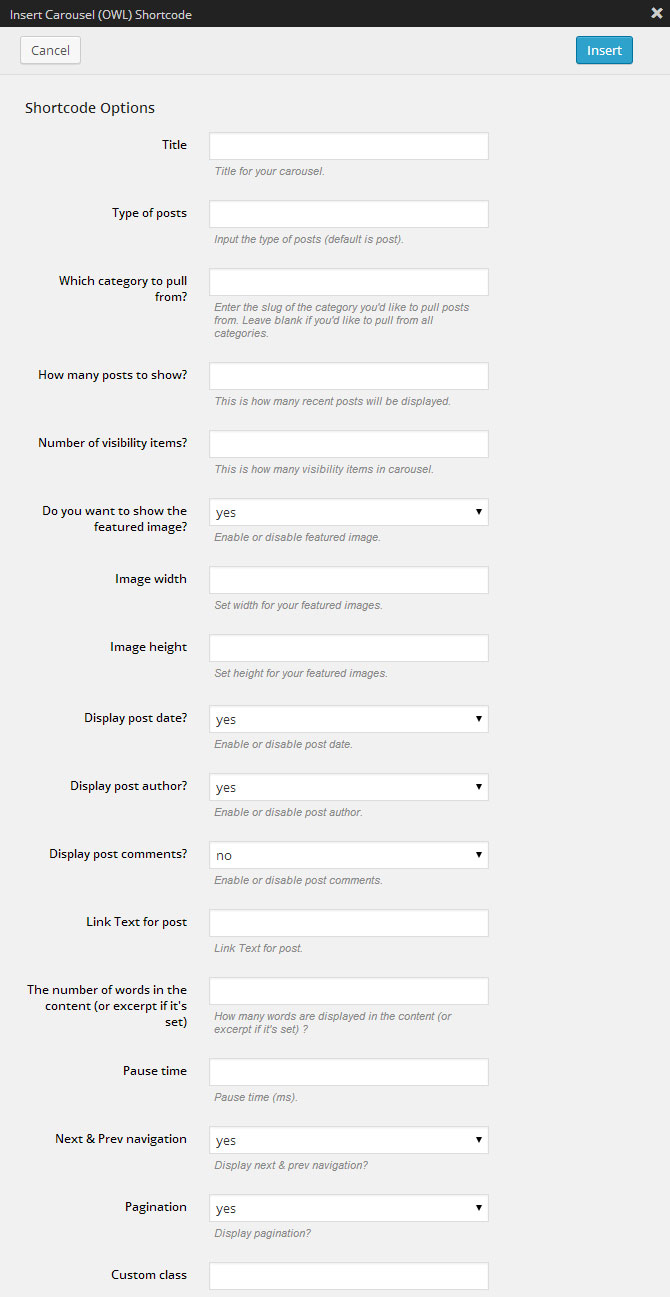 Insert Carousel (OWL) Shortcode
Cancel
Insert
Shortcode Options
Title
Title for your carousel.
Type of posts
Input the type of posts (default is post).
Which category to pull
from?
Enter the slug of the category you'd like to pull posts
from. Leave blank if you'd like to pull from all
categories.
How many posts to show?
This is how many recent posts will be displayed.
Number of visibility items?
This is how many visibility items in carousel.
Do you want to show the
featured image?
yes
Enable or disable featured image.
Image width
Set width for your featured images.
Image height
Set height for your featured images.
Display post date?
yes
Enable or disable post date.
Display post author?
yes
Enable or disable post author.
Display post comments?
no
Enable or disable post comments.
Link Text for post
Link Text for post.
The number of words in the
content (or excerpt if it's
set)
How many words are displayed in the content (or
excerpt if it's set) ?
Pause time
Pause time (ms).
Next & Prev navigation
yes
Display next & prev navigation?
Pagination
yes
Display pagination?
Custom class